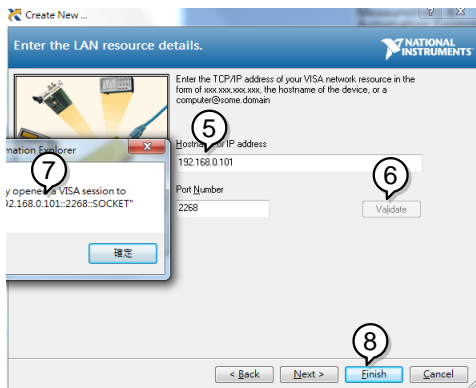 Create New ...
Enter the LAN resource details.
NATIONAL
INSTRUMENTS
Enter the TCP/IP address of your VISA network resource in the
form of xxx.xxx.xxx.xxx, the hostname of the device, or a
computer@some.domain
5
or IP address
192.168.0.101
mation Explorer
7
y opened a VISA session to
92.168.0.101::2268::SOCKET"
確定
Port Number
2268
6
Validate
8
< Back
Next >
Finish
Cancel